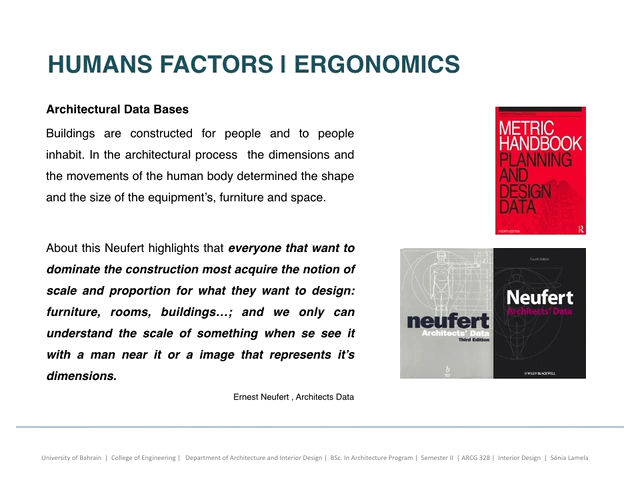 HUMANS FACTORS I ERGONOMICS
Architectural Data Bases
Buildings are constructed for people and to people
inhabit. In the architectural process the dimensions and
the movements of the human body determined the shape
and the size of the equipment's, furniture and space.
About this Neufert highlights that everyone that want to
dominate the construction most acquire the notion of
scale and proportion for what they want to design:
furniture, rooms, buildings...; and we only can
understand the scale of something when se see it
with a man near it or a image that represents it's
dimensions.
Ernest Neufert , Architects Data
METRIC
HANDBOOK
PLANNING
AND
DESIGN
DATA
neufert
Architects' Data
Third Edition
Fourth Edition
Neufert
Architects' Data
WILEY-BLACKWELL
University of Bahrain | College of Engineering | Department of Architecture and Interior Design | BSc. In Architecture Program | Semester II | ARCG 328 | Interior Design | Sónia Lamela